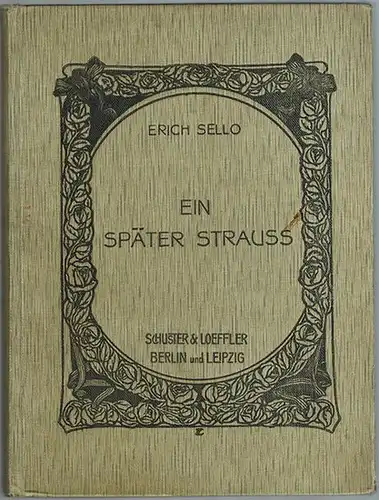 ERICH SELLO
EIN
SPÄTER STRAUSS
SCHUSTER & LOEFFLER
BERLIN und LEIPZIG